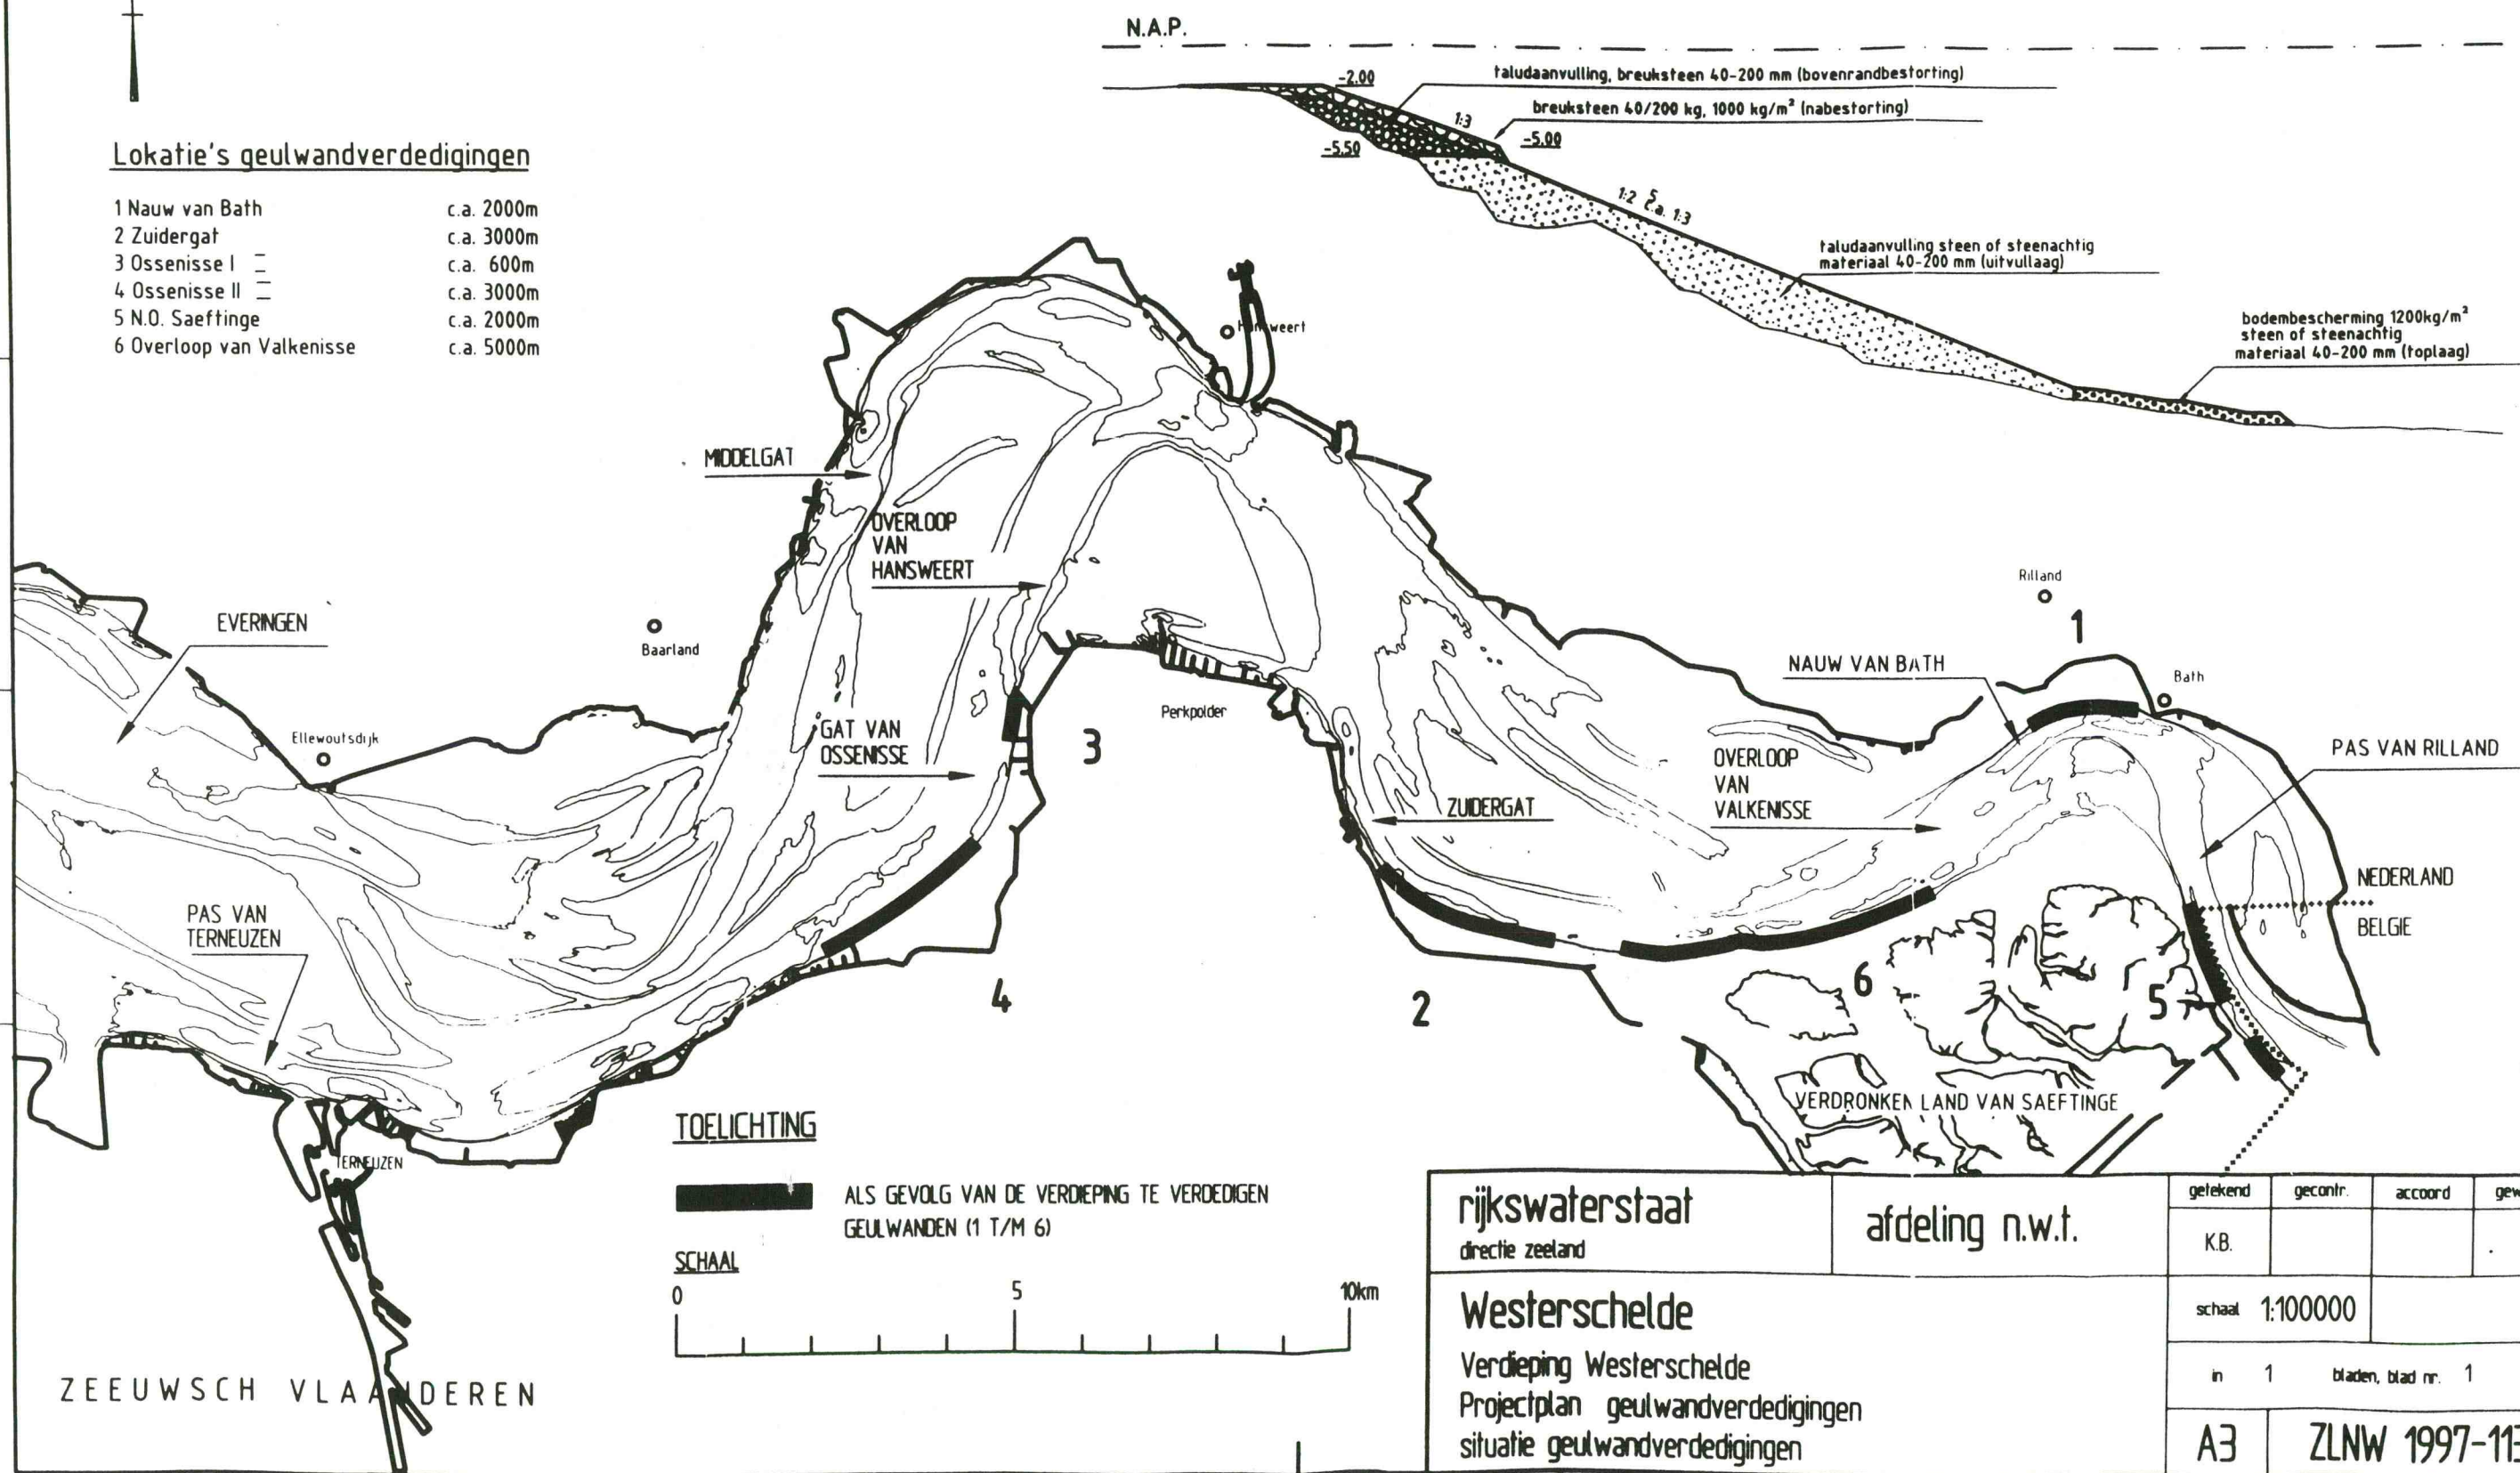 N.A.P.
-2.00
taludaanvulling, breuksteen 40-200 mm (bovenrandbestorting)
breuksteen 40/200 kg, 1000 kg/m² (nabestorting)
1:3
-5.00
-5.50
1:2 à c.a. 1:3
taludaanvulling steen of steenachtig
materiaal 40-200 mm (uitvullaag)
bodembescherming 1200kg/m²
steen of steenachtig
materiaal 40-200 mm (toplaag)
Lokatie's geulwandverdedigingen
1 Nauw van Bath c.a. 2000m
2 Zuidergat c.a. 3000m
3 Ossenisse I c.a. 600m
4 Ossenisse II c.a. 3000m
5 N.O. Saeftinge c.a. 2000m
6 Overloop van Valkenisse c.a. 5000m
Hansweert
MIDDELGAT
OVERLOOP
VAN
HANSWEERT
EVERINGEN
Baarland
Ellewoutsdijk
GAT VAN
OSSENISSE
3
Perkpolder
Rilland
1
NAUW VAN BATH
Bath
PAS VAN RILLAND
OVERLOOP
VAN
VALKENISSE
ZUIDERGAT
NEDERLAND
BELGIE
PAS VAN
TERNEUZEN
4
2
6
5
VERDRONKEN LAND VAN SAEFTINGE
TERNEUZEN
ZEEUWSCH VLAANDEREN
TOELICHTING
ALS GEVOLG VAN DE VERDIEPING TE VERDEDIGEN
GEULWANDEN (1 T/M 6)
SCHAAL
0 5 10km
rijkswaterstaat
directie zeeland
afdeling n.w.t.
getekend gecontr. accoord gew
K.B.
Westerschelde
Verdieping Westerschelde
Projectplan geulwandverdedigingen
situatie geulwandverdedigingen
schaal 1:100000
in 1 bladen, blad nr. 1
A3 ZLNW 1997-113